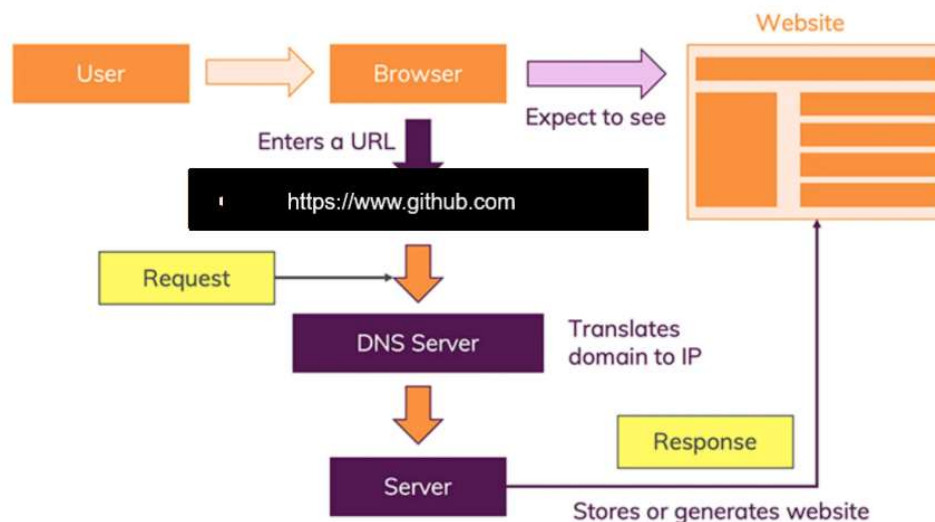 Website
User
Browser
Expect to see
Enters a URL
https://www.github.com
Request
DNS Server
Translates
domain to IP
Response
Server
Stores or generates website